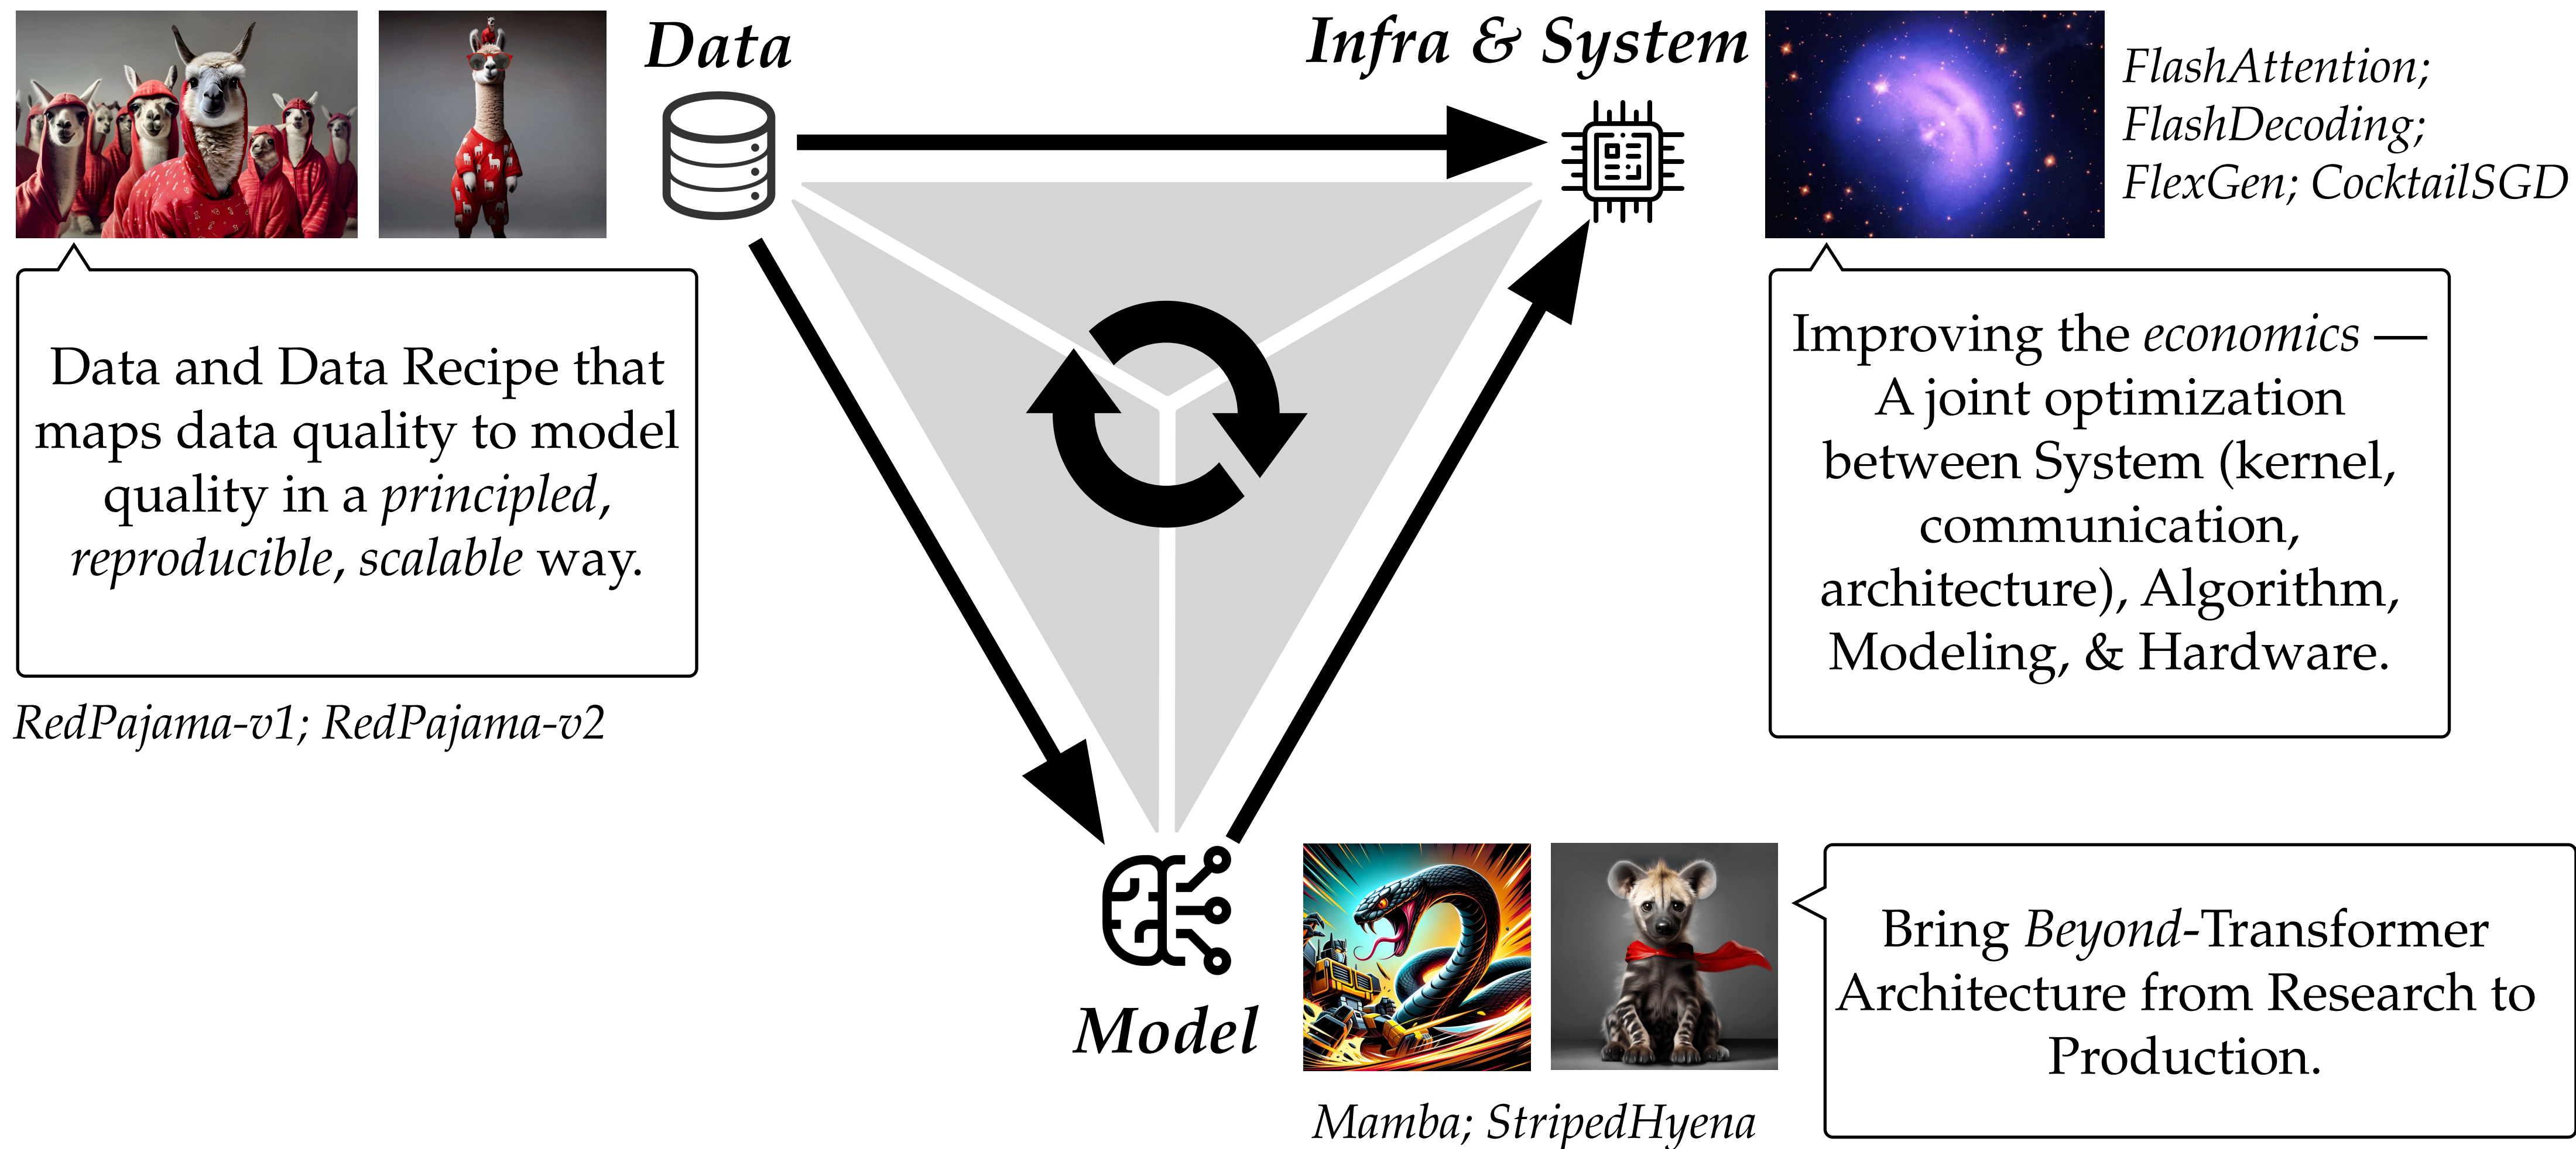 Data
Infra & System
FlashAttention;
FlashDecoding;
FlexGen; CocktailSGD
Data and Data Recipe that
maps data quality to model
quality in a principled,
reproducible, scalable way.
RedPajama-v1; RedPajama-v2
Improving the economics —
A joint optimization
between System (kernel,
communication,
architecture), Algorithm,
Modeling, & Hardware.
Model
Mamba; StripedHyena
Bring Beyond-Transformer
Architecture from Research to
Production.